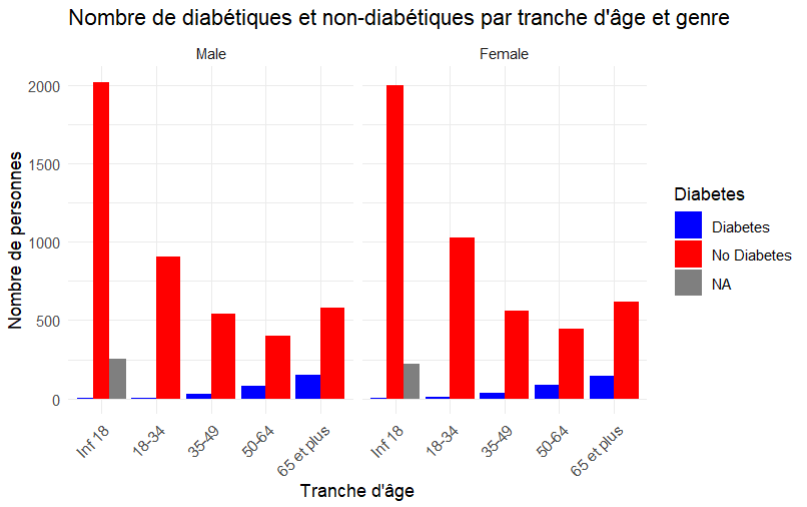 Nombre de diabétiques et non-diabétiques par tranche d'âge et genre
Male
Female
2000
1500
1000
500
0
Nombre de personnes
Inf 18
18-34
35-49
50-64
65 et plus
Inf 18
18-34
35-49
50-64
65 et plus
Tranche d'âge
Diabetes
Diabetes
No Diabetes
NA